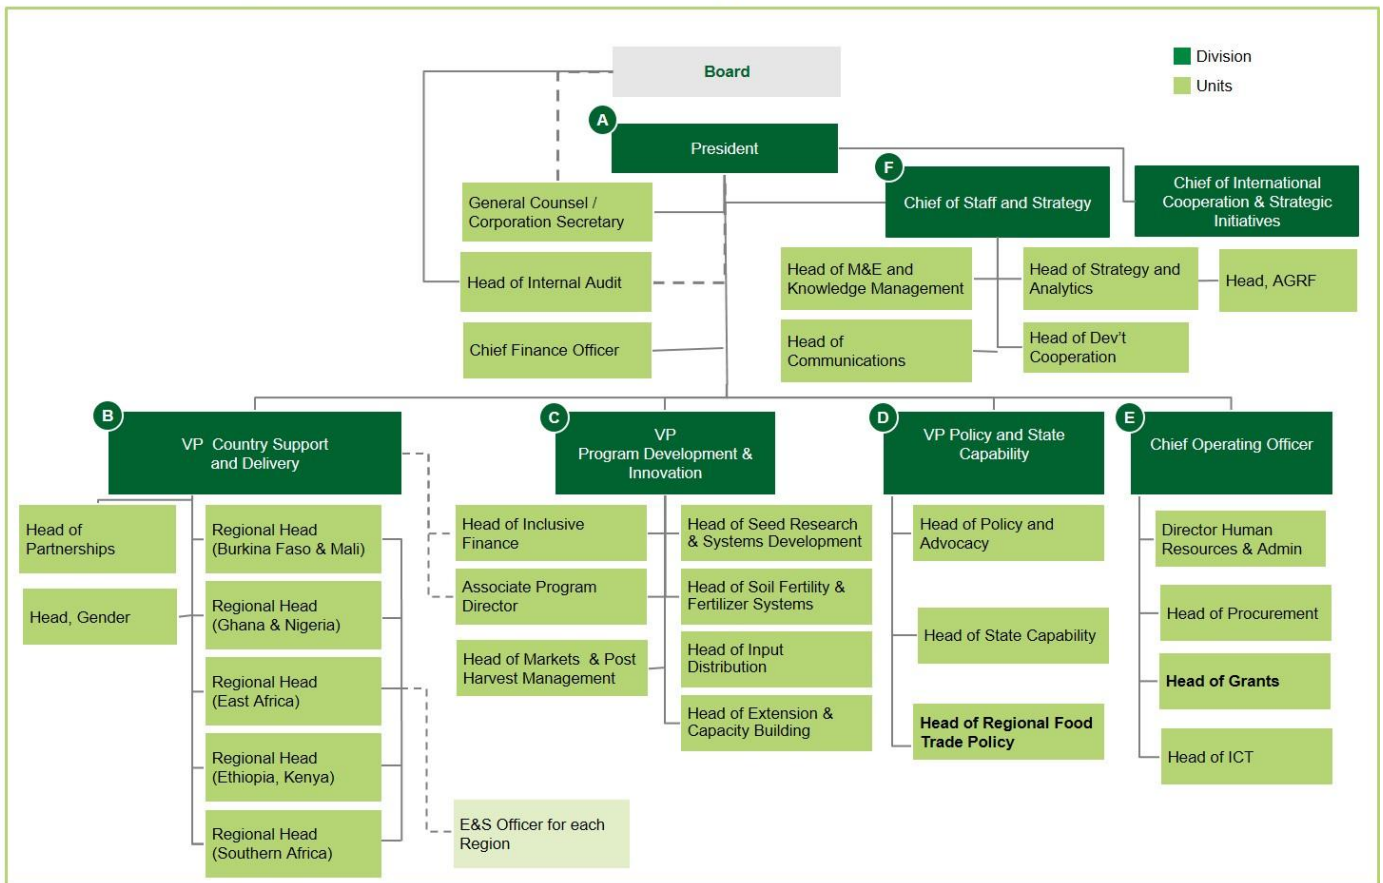 Board
Division
Units
A
President
F
Chief of Staff and Strategy
Chief of International
Cooperation & Strategic
Initiatives
General Counsel /
Corporation Secretary
Head of Internal Audit
Chief Finance Officer
Head of M&E and
Knowledge Management
Head of Strategy and
Analytics
Head, AGRF
Head of
Communications
Head of Dev't
Cooperation
B
VP Country Support
and Delivery
C
VP
Program Development &
Innovation
D
VP Policy and State
Capability
E
Chief Operating Officer
Head of
Partnerships
Head, Gender
Regional Head
(Burkina Faso & Mali)
Regional Head
(Ghana & Nigeria)
Regional Head
(East Africa)
Regional Head
(Ethiopia, Kenya)
Regional Head
(Southern Africa)
E&S Officer for each
Region
Head of Inclusive
Finance
Associate Program
Director
Head of Markets & Post
Harvest Management
Head of Seed Research
& Systems Development
Head of Soil Fertility &
Fertilizer Systems
Head of Input
Distribution
Head of Extension &
Capacity Building
Head of Policy and
Advocacy
Head of State Capability
Head of Regional Food
Trade Policy
Director Human
Resources & Admin
Head of Procurement
Head of Grants
Head of ICT